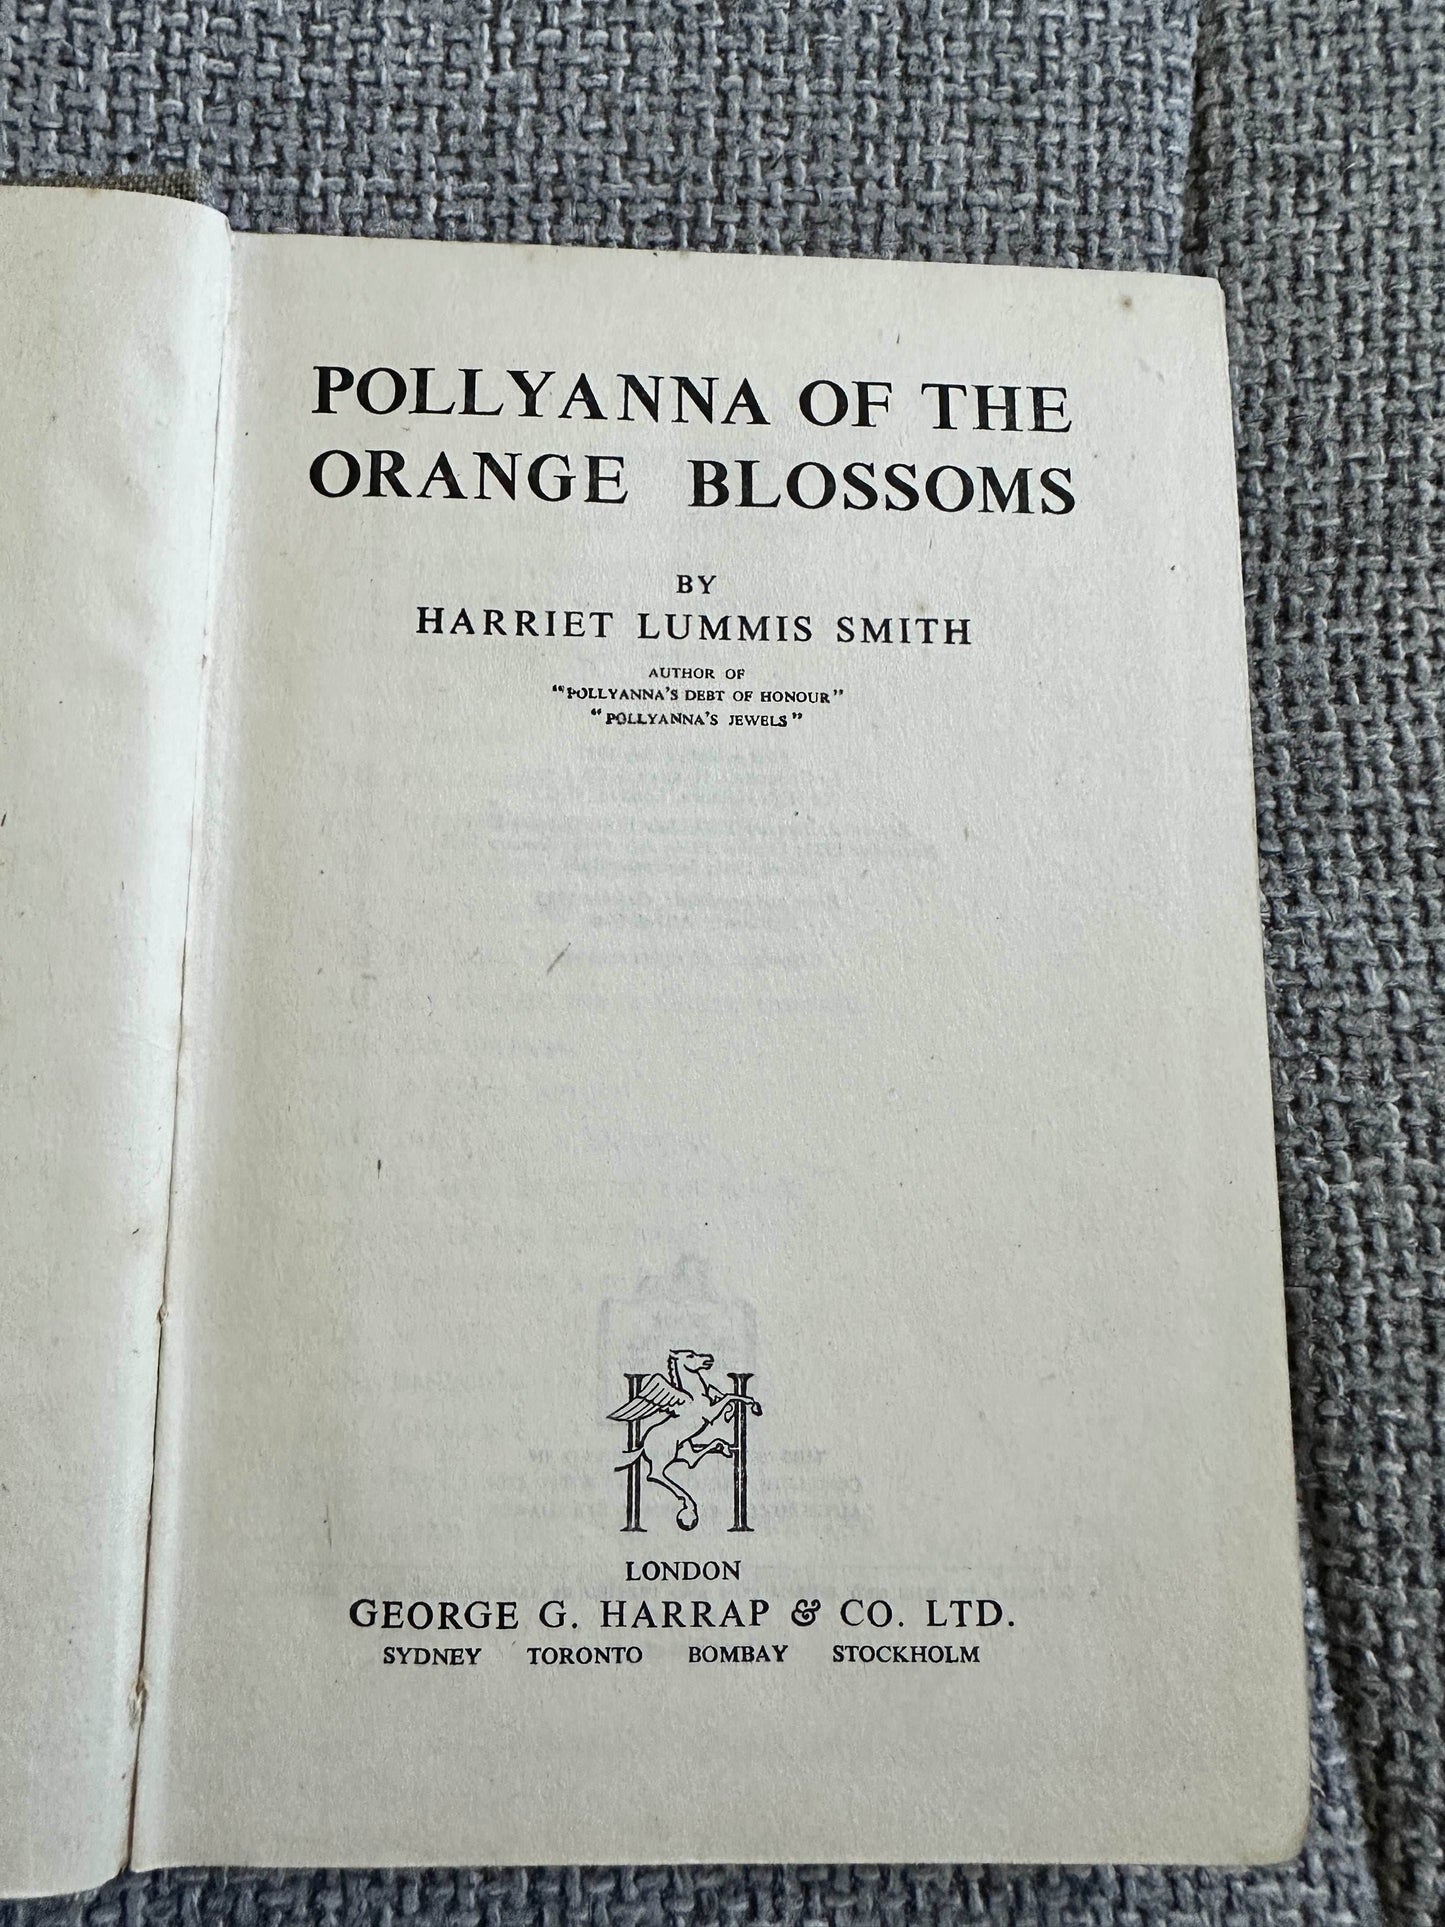 POLLYANNA OF THE
ORANGE BLOSSOMS
BY
HARRIET LUMMIS SMITH
AUTHOR OF
"POLLYANNA'S DEBT OF HONOUR"
"POLLYANNA'S JEWELS"
H
LONDON
GEORGE G. HARRAP & CO. LTD.
SYDNEY TORONTO BOMBAY STOCKHOLM